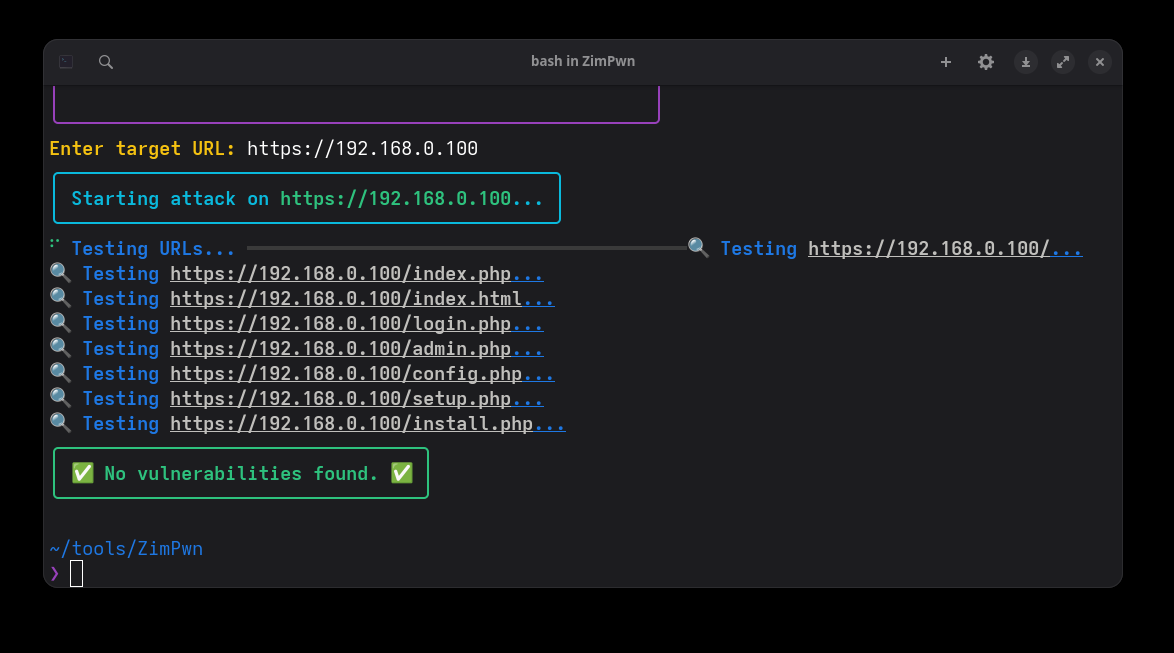 bash in ZimPwn
Enter target URL: https://192.168.0.100
Starting attack on https://192.168.0.100...
Testing URLs... 🔍 Testing https://192.168.0.100/...
🔍 Testing https://192.168.0.100/index.php...
🔍 Testing https://192.168.0.100/index.html...
🔍 Testing https://192.168.0.100/login.php...
🔍 Testing https://192.168.0.100/admin.php...
🔍 Testing https://192.168.0.100/config.php...
🔍 Testing https://192.168.0.100/setup.php...
🔍 Testing https://192.168.0.100/install.php...
✅ No vulnerabilities found. ✅
~/tools/ZimPwn
❯